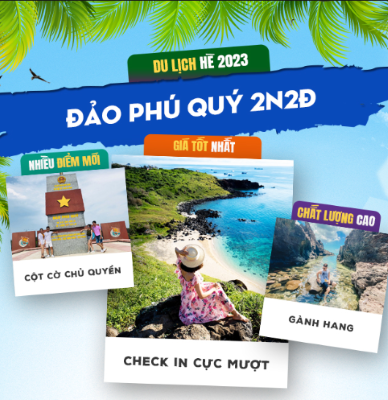 DU LỊCH HÈ 2023
ĐẢO PHÚ QUÝ 2N2Đ
GIÁ TỐT NHẤT
NHIỀU ĐIỂM MỚI
CHẤT LƯỢNG CAO
CỘT CỜ CHỦ QUYỀN
GÀNH HANG
CHECK IN CỰC MƯỢT